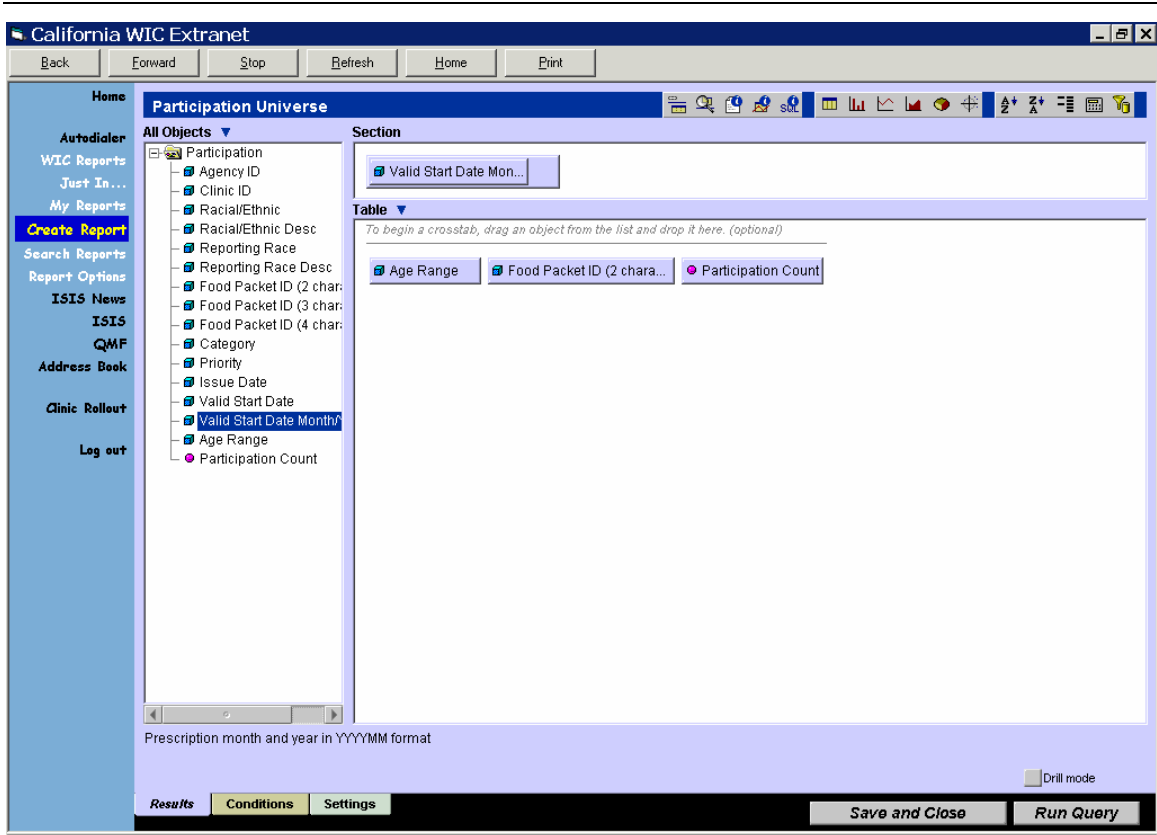 California WIC Extranet
Back Forward Stop Refresh Home Print
Home
Autodialer
WIC Reports
Just In...
My Reports
Create Report
Search Reports
Report Options
ISIS News
ISIS
QMF
Address Book
Clinic Rollout
Log out
Participation Universe
All Objects
Participation
Agency ID
Clinic ID
Racial/Ethnic
Racial/Ethnic Desc
Reporting Race
Reporting Race Desc
Food Packet ID (2 char
Food Packet ID (3 char
Food Packet ID (4 char
Category
Priority
Issue Date
Valid Start Date
Valid Start Date Month/
Age Range
Participation Count
Section
Valid Start Date Mon...
Table
To begin a crosstab, drag an object from the list and drop it here. (optional)
Age Range Food Packet ID (2 chara... Participation Count
Prescription month and year in YYYYMM format
Drill mode
Results Conditions Settings
Save and Close Run Query